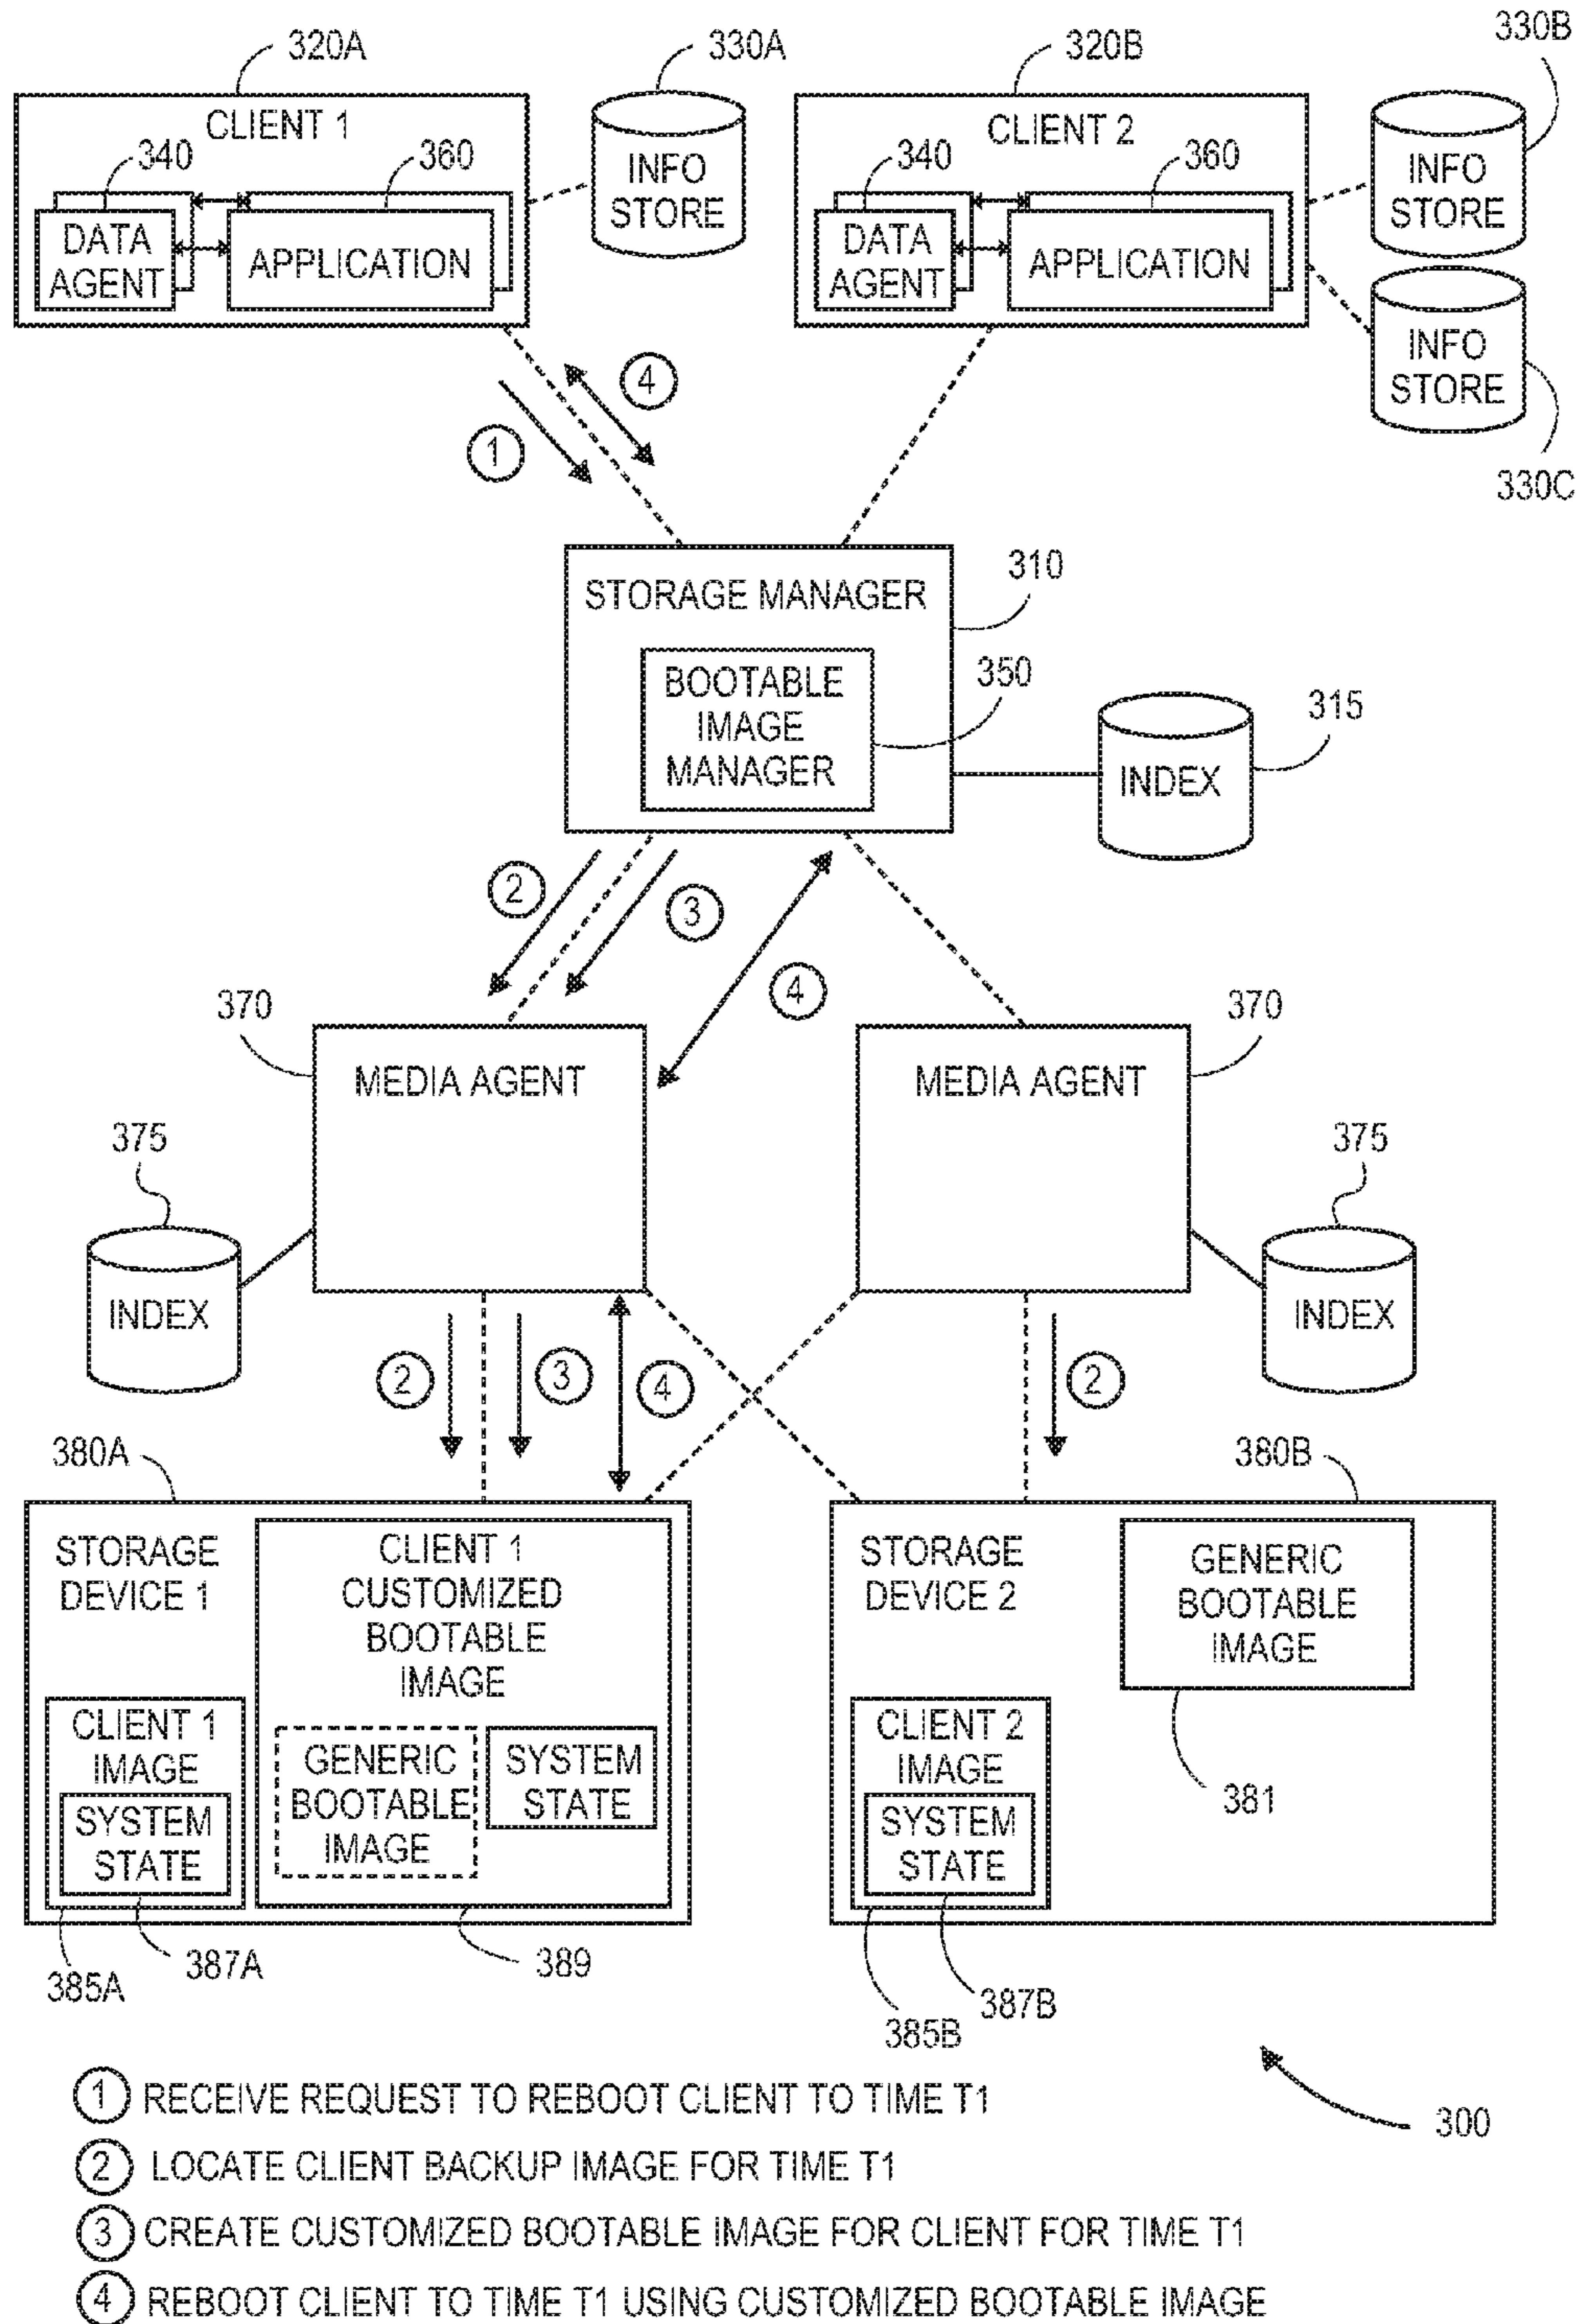 320A
330A
320B
330B
CLIENT 1
340
360
DATA
AGENT
APPLICATION
INFO
STORE
CLIENT 2
340
360
DATA
AGENT
APPLICATION
INFO
STORE
INFO
STORE
330C
1
4
STORAGE MANAGER
310
BOOTABLE
IMAGE
MANAGER
350
315
INDEX
2
3
4
370
MEDIA AGENT
MEDIA AGENT
370
375
INDEX
375
INDEX
2
3
4
2
380A
380B
STORAGE
DEVICE 1
CLIENT 1
CUSTOMIZED
BOOTABLE
IMAGE
CLIENT 1
IMAGE
SYSTEM
STATE
GENERIC
BOOTABLE
IMAGE
SYSTEM
STATE
STORAGE
DEVICE 2
GENERIC
BOOTABLE
IMAGE
381
CLIENT 2
IMAGE
SYSTEM
STATE
385A
387A
389
385B
387B
1 RECEIVE REQUEST TO REBOOT CLIENT TO TIME T1
2 LOCATE CLIENT BACKUP IMAGE FOR TIME T1
3 CREATE CUSTOMIZED BOOTABLE IMAGE FOR CLIENT FOR TIME T1
4 REBOOT CLIENT TO TIME T1 USING CUSTOMIZED BOOTABLE IMAGE
300